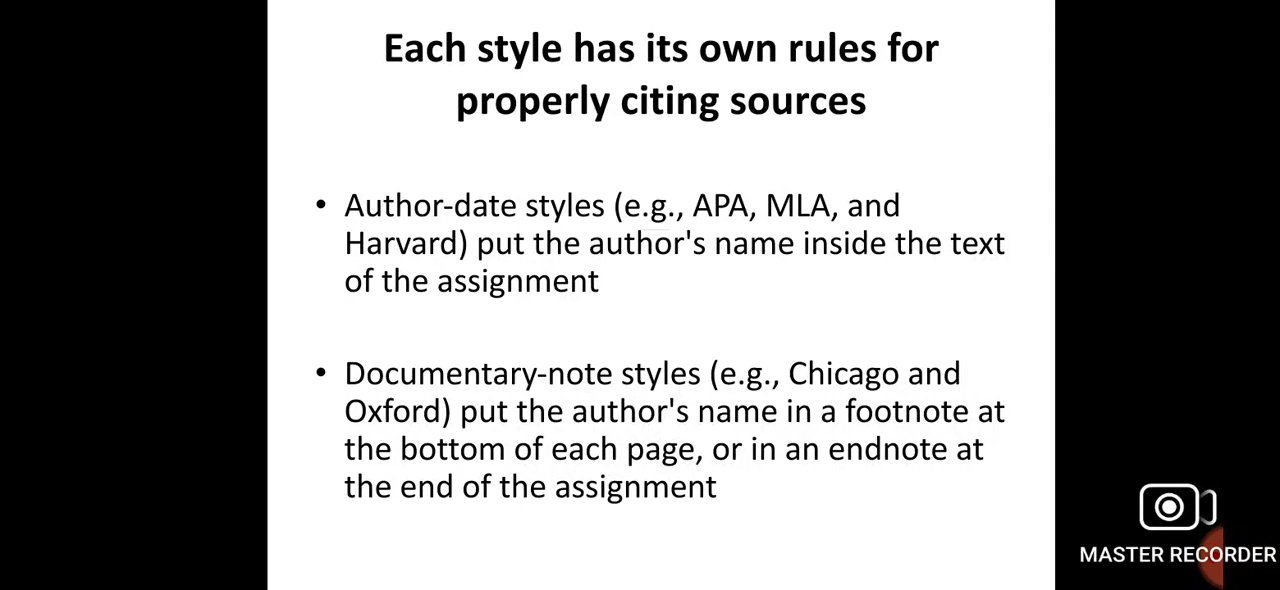 Each style has its own rules for
properly citing sources
• Author-date styles (e.g., APA, MLA, and
Harvard) put the author's name inside the text
of the assignment
• Documentary-note styles (e.g., Chicago and
Oxford) put the author's name in a footnote at
the bottom of each page, or in an endnote at
the end of the assignment
MASTER RECORDER